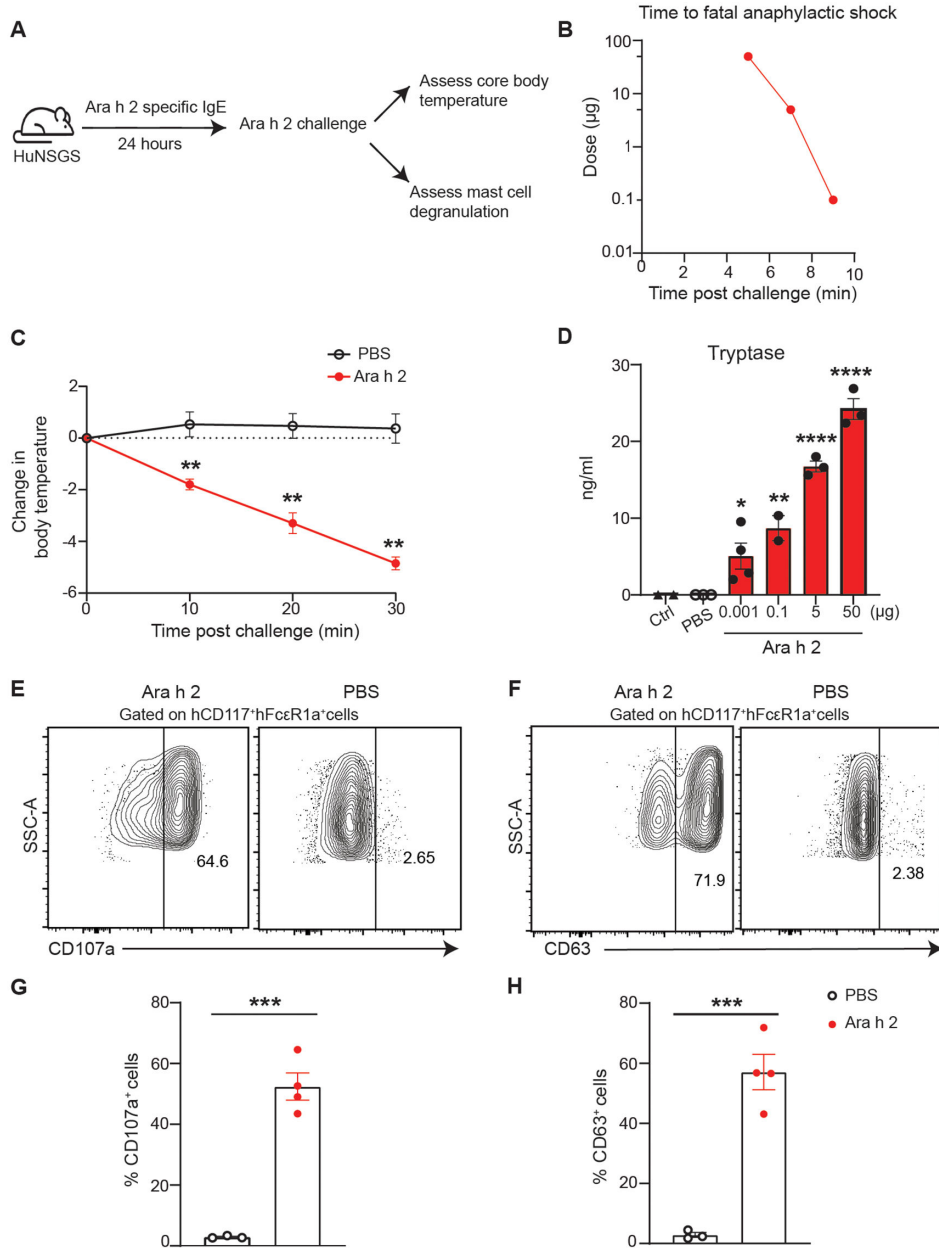 A
HuNSGS
Ara h 2 specific IgE
24 hours
Ara h 2 challenge
Assess core body
temperature
Assess mast cell
degranulation
B
Time to fatal anaphylactic shock
Dose (µg)
100
10
1
0.1
0.01
0 2 4 6 8 10
Time post challenge (min)
C
PBS
Ara h 2
Change in
body temperature
2
0
-2
-4
-6
** ** **
0 10 20 30
Time post challenge (min)
D
Tryptase
ng/ml
30
20
10
0
* ** **** ****
Ctrl PBS 0.001 0.1 5 50 (µg)
Ara h 2
E
Ara h 2 PBS
Gated on hCD117⁺hFcεR1a⁺cells
SSC-A
64.6
2.65
CD107a
F
Ara h 2 PBS
Gated on hCD117⁺hFcεR1a⁺cells
SSC-A
71.9
2.38
CD63
G
% CD107a⁺ cells
80
60
40
20
0
***
H
% CD63⁺ cells
80
60
40
20
0
***
PBS
Ara h 2